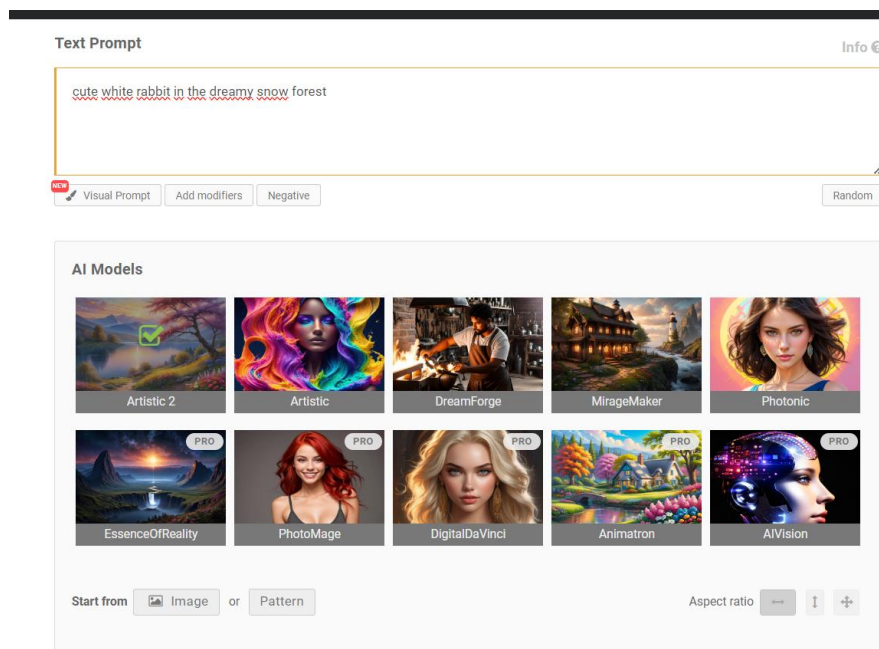 Text Prompt
Info
cute white rabbit in the dreamy snow forest
NEW
Visual Prompt Add modifiers Negative Random
AI Models
Artistic 2 Artistic DreamForge MirageMaker Photonic
PRO PRO PRO PRO PRO
EssenceOfReality PhotoMage DigitalDaVinci Animatron AIVision
Start from Image or Pattern Aspect ratio